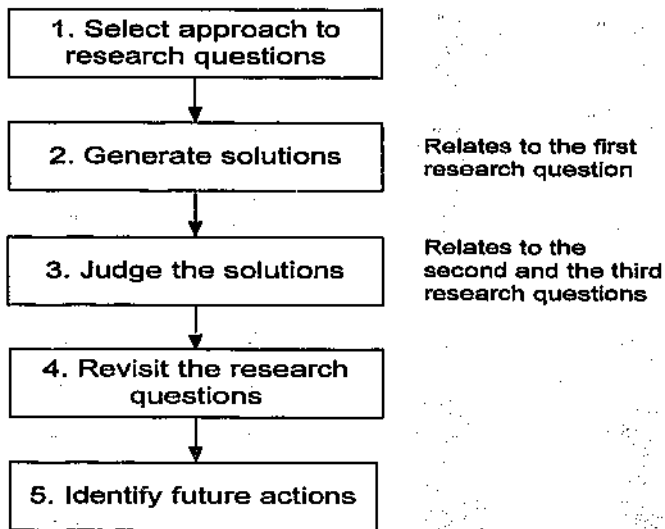 1. Select approach to
research questions
2. Generate solutions
Relates to the first
research question
3. Judge the solutions
Relates to the
second and the third
research questions
4. Revisit the research
questions
5. Identify future actions